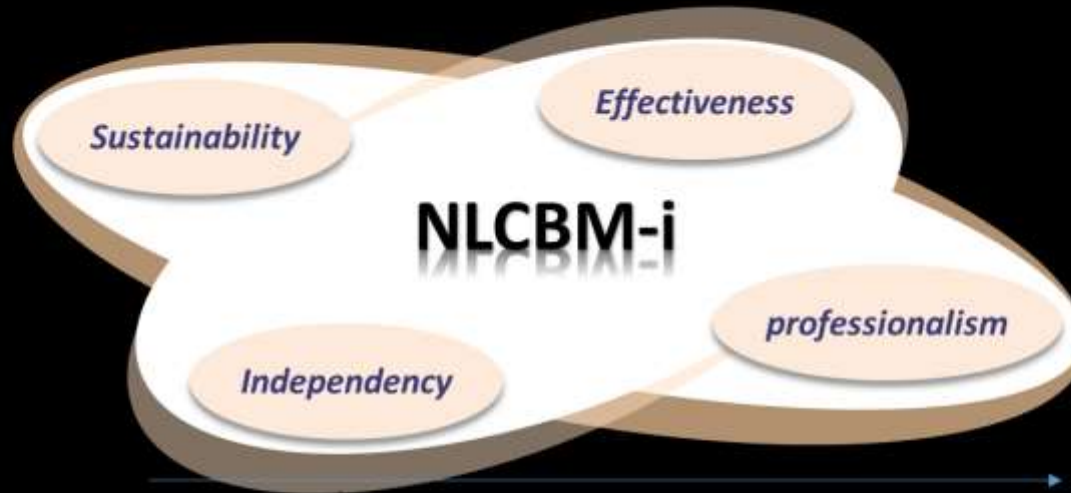 Sustainability
Effectiveness
NLCBM-i
professionalism
Independency